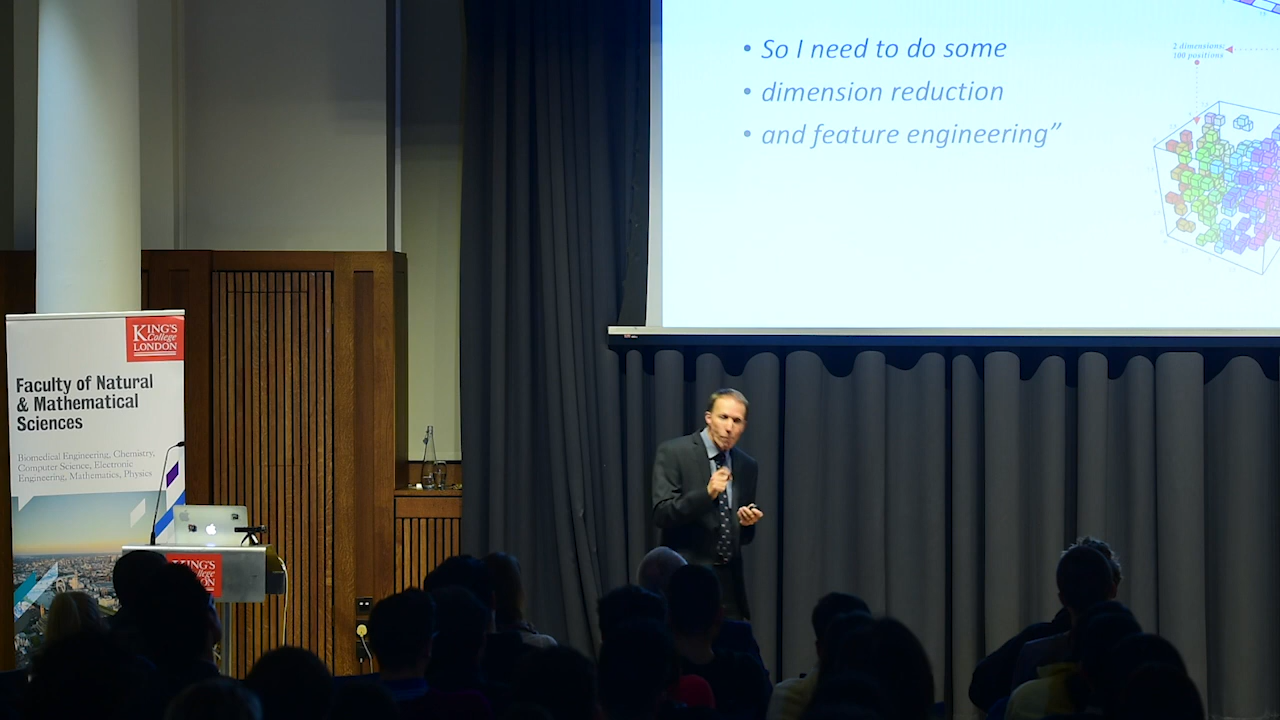 • So I need to do some
• dimension reduction
• and feature engineering”
2 dimensions:
100 positions
KING'S
College
LONDON
Faculty of Natural
& Mathematical
Sciences
Biomedical Engineering, Chemistry,
Computer Science, Electronic
Engineering, Mathematics, Physics
KING'S
College
LONDON